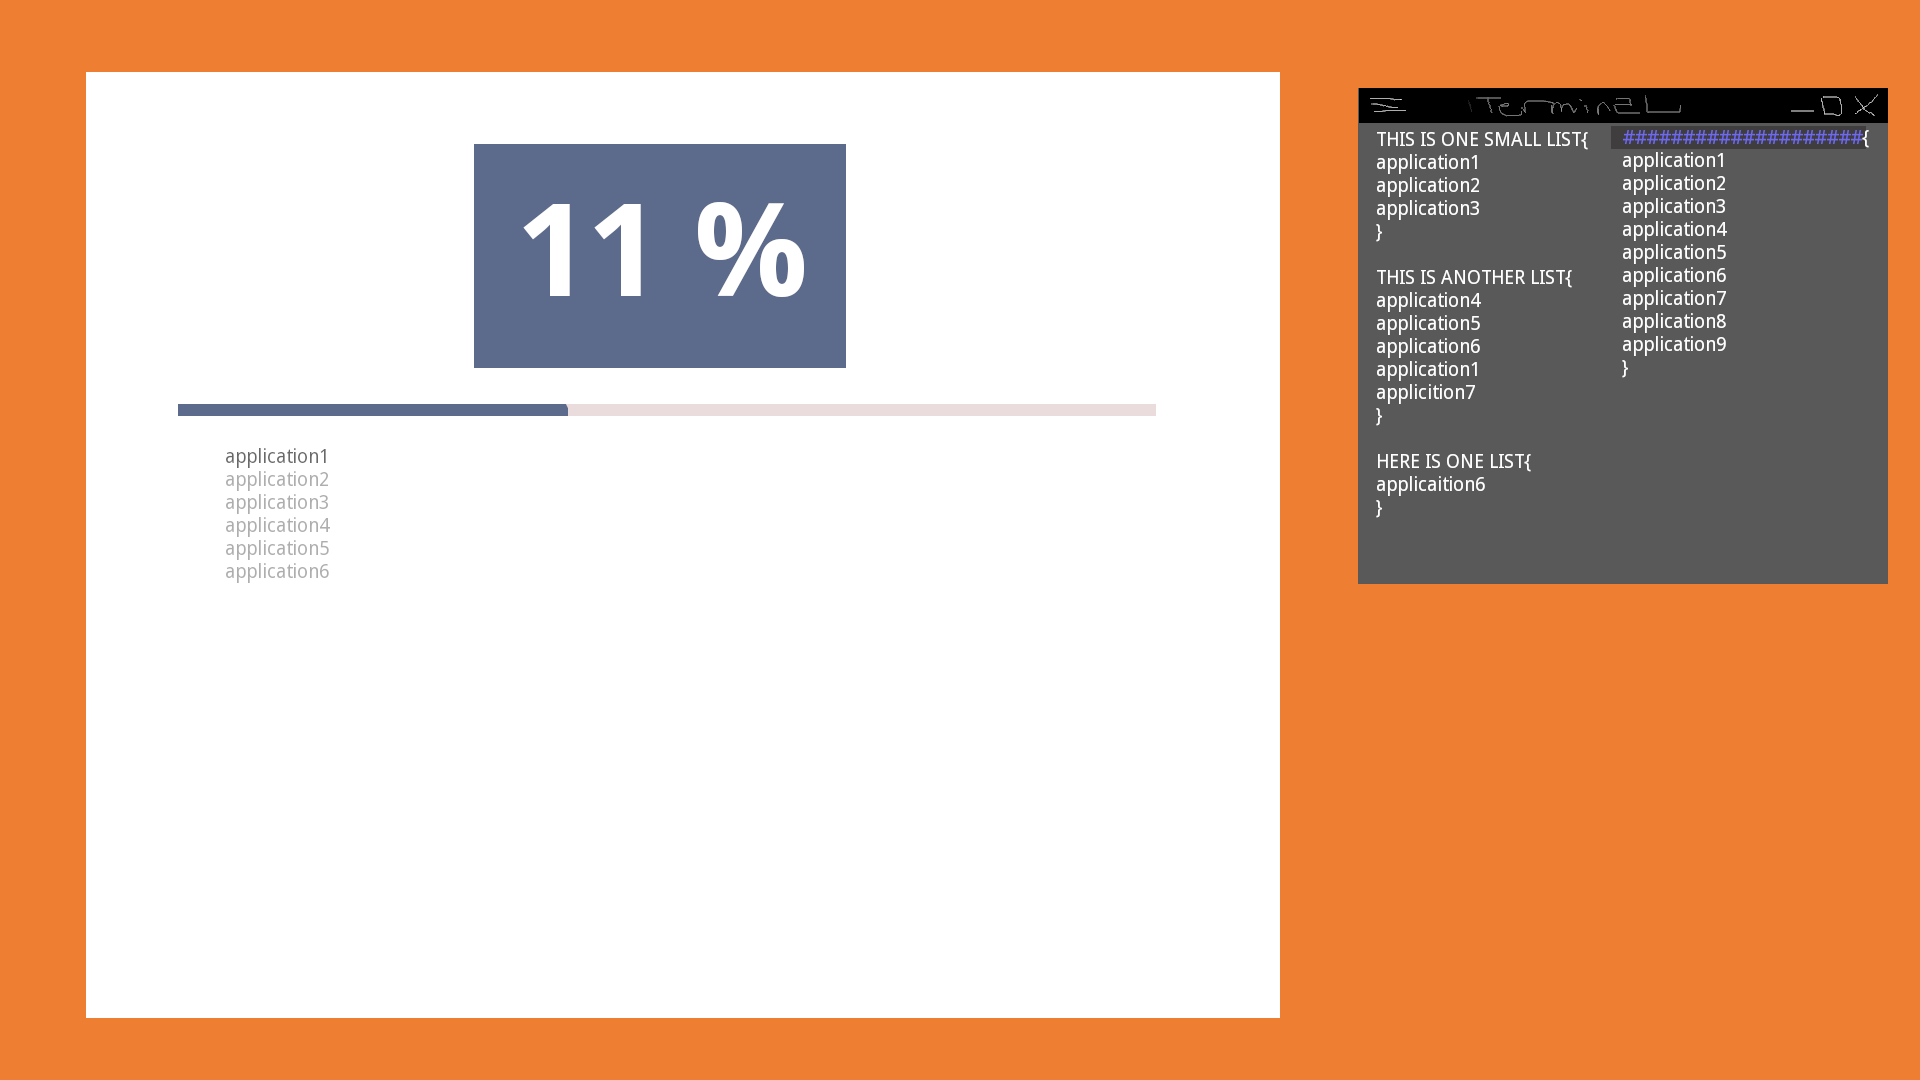 11 %
application1
application2
application3
application4
application5
application6
TerminaL
THIS IS ONE SMALL LIST{
application1
application2
application3
}
THIS IS ANOTHER LIST{
application4
application5
application6
application1
applicition7
}
HERE IS ONE LIST{
applicaition6
}
####################{
application1
application2
application3
application4
application5
application6
application7
application8
application9
}